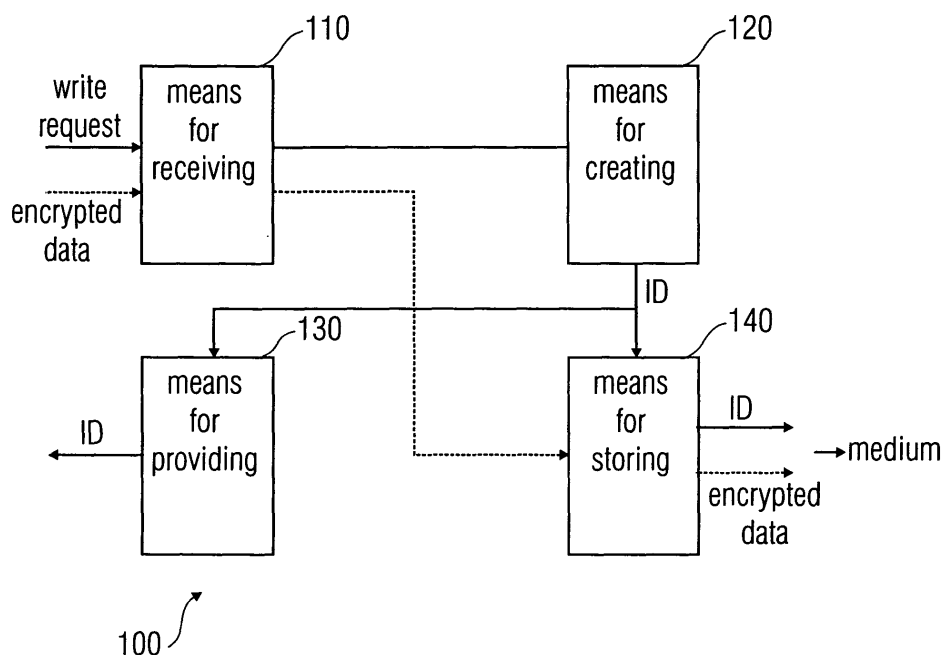 110
120
write
request
means
for
receiving
means
for
creating
encrypted
data
ID
130
140
means
for
providing
means
for
storing
ID
ID
medium
encrypted
data
100